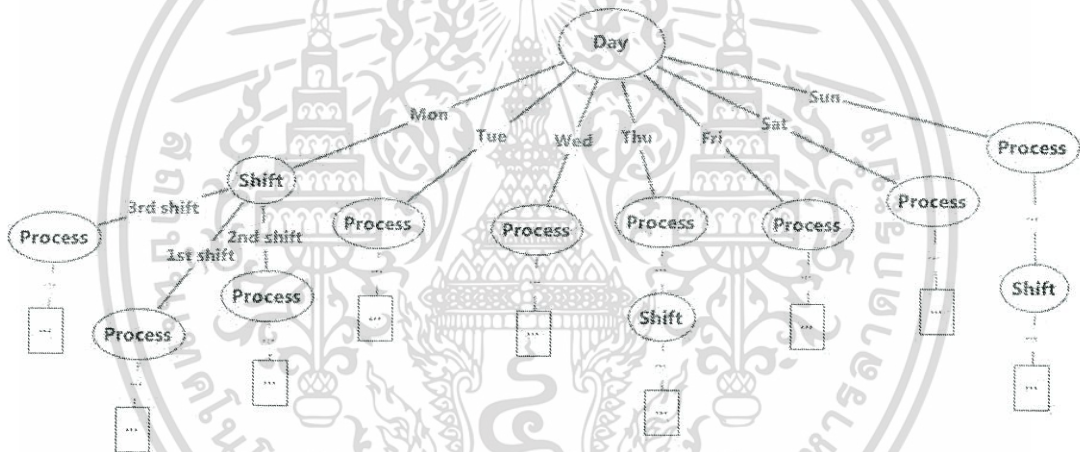 Day
Mon
Tue
Wed
Thu
Fri
Sat
Sun
Process
Shift
3rd shift
1st shift
2nd shift
Process
Process
Process
Process
Process
Process
Process
Process
Shift
Shift
...
...
...
...
...
...
...
...
...